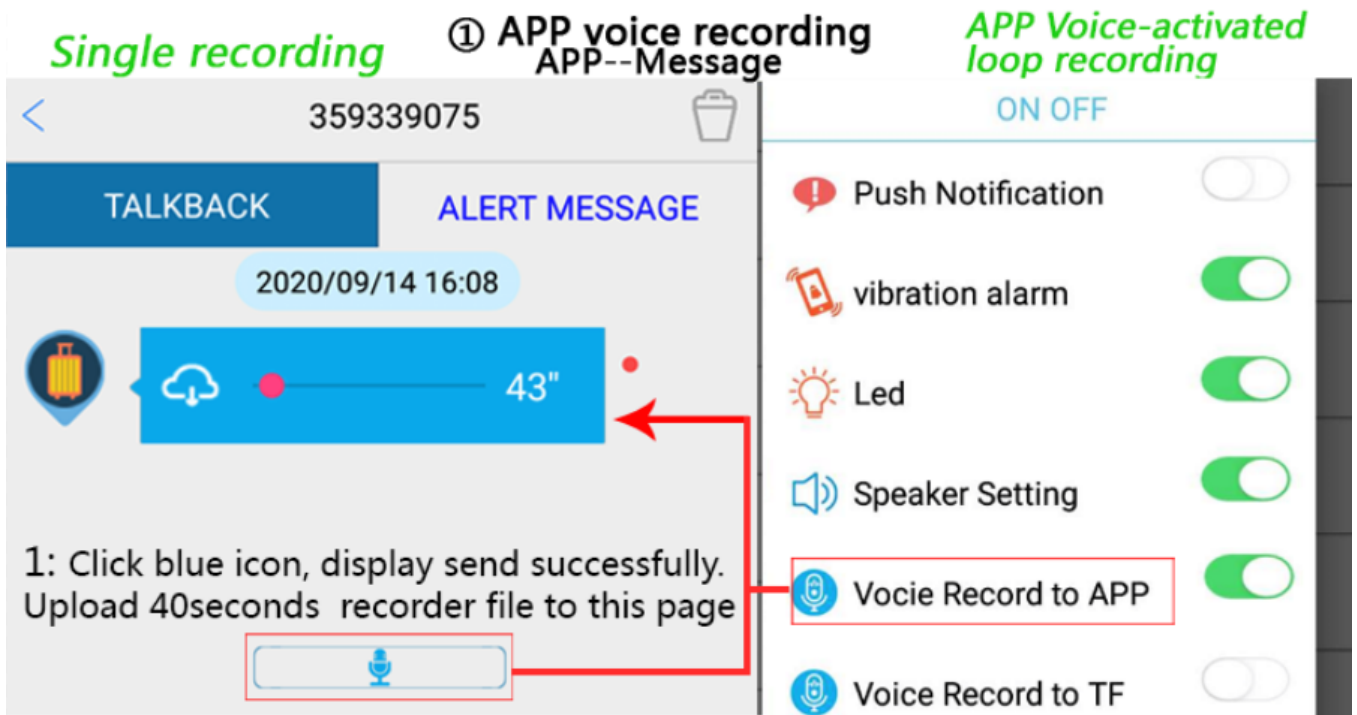 Single recording
① APP voice recording
APP--Message
APP Voice-activated
loop recording
359339075
TALKBACK
ALERT MESSAGE
2020/09/14 16:08
43"
1: Click blue icon, display send successfully.
Upload 40seconds recorder file to this page
ON OFF
Push Notification
vibration alarm
Led
Speaker Setting
Vocie Record to APP
Voice Record to TF